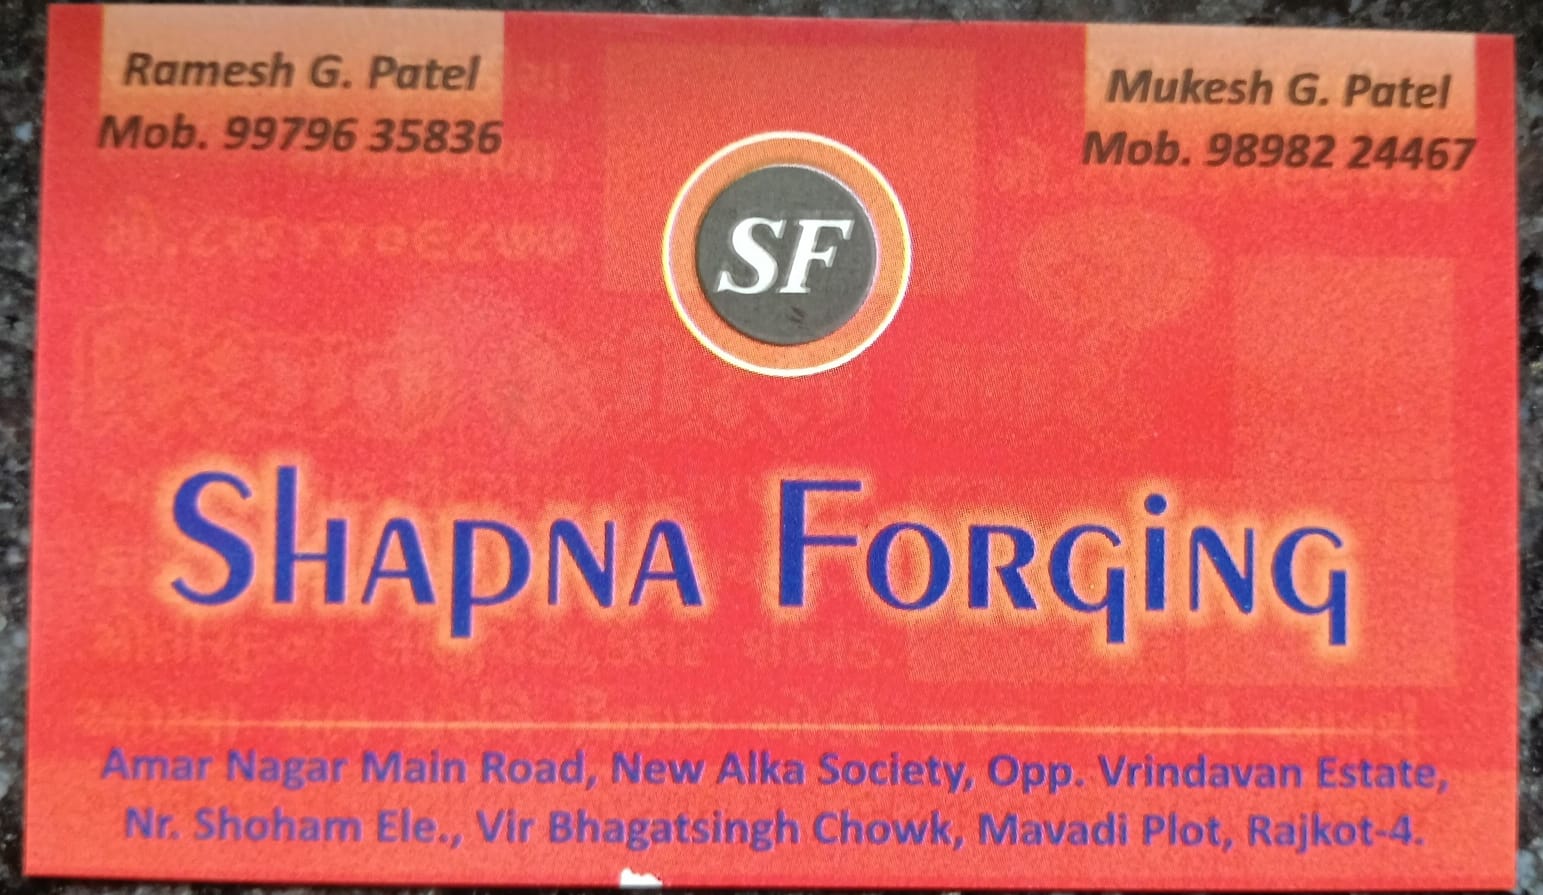 Ramesh G. Patel
Mob. 99796 35836
Mukesh G. Patel
Mob. 98982 24467
SF
Shapna Forging
Amar Nagar Main Road, New Alka Society, Opp. Vrindavan Estate,
Nr. Shoham Ele., Vir Bhagatsingh Chowk, Mavadi Plot, Rajkot-4.